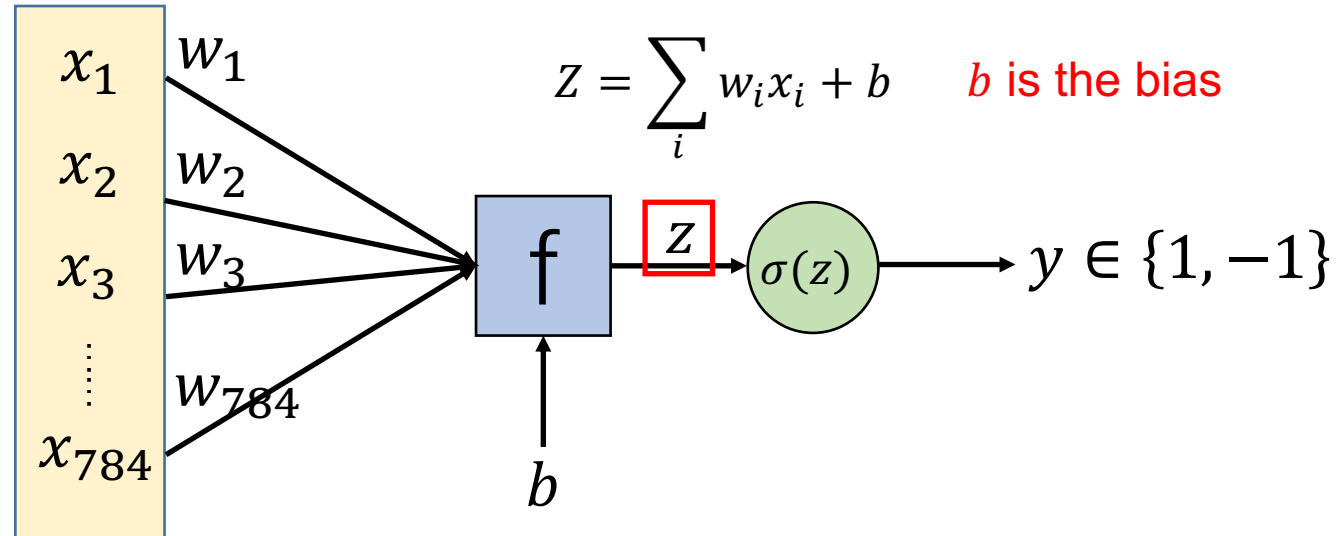 x₁ w₁
Z = ∑ᵢ wᵢxᵢ + b b is the bias
x₂ w₂
x₃ w₃
f z σ(z) y ∈ {1, −1}
⋮
w₇₈₄
x₇₈₄
b